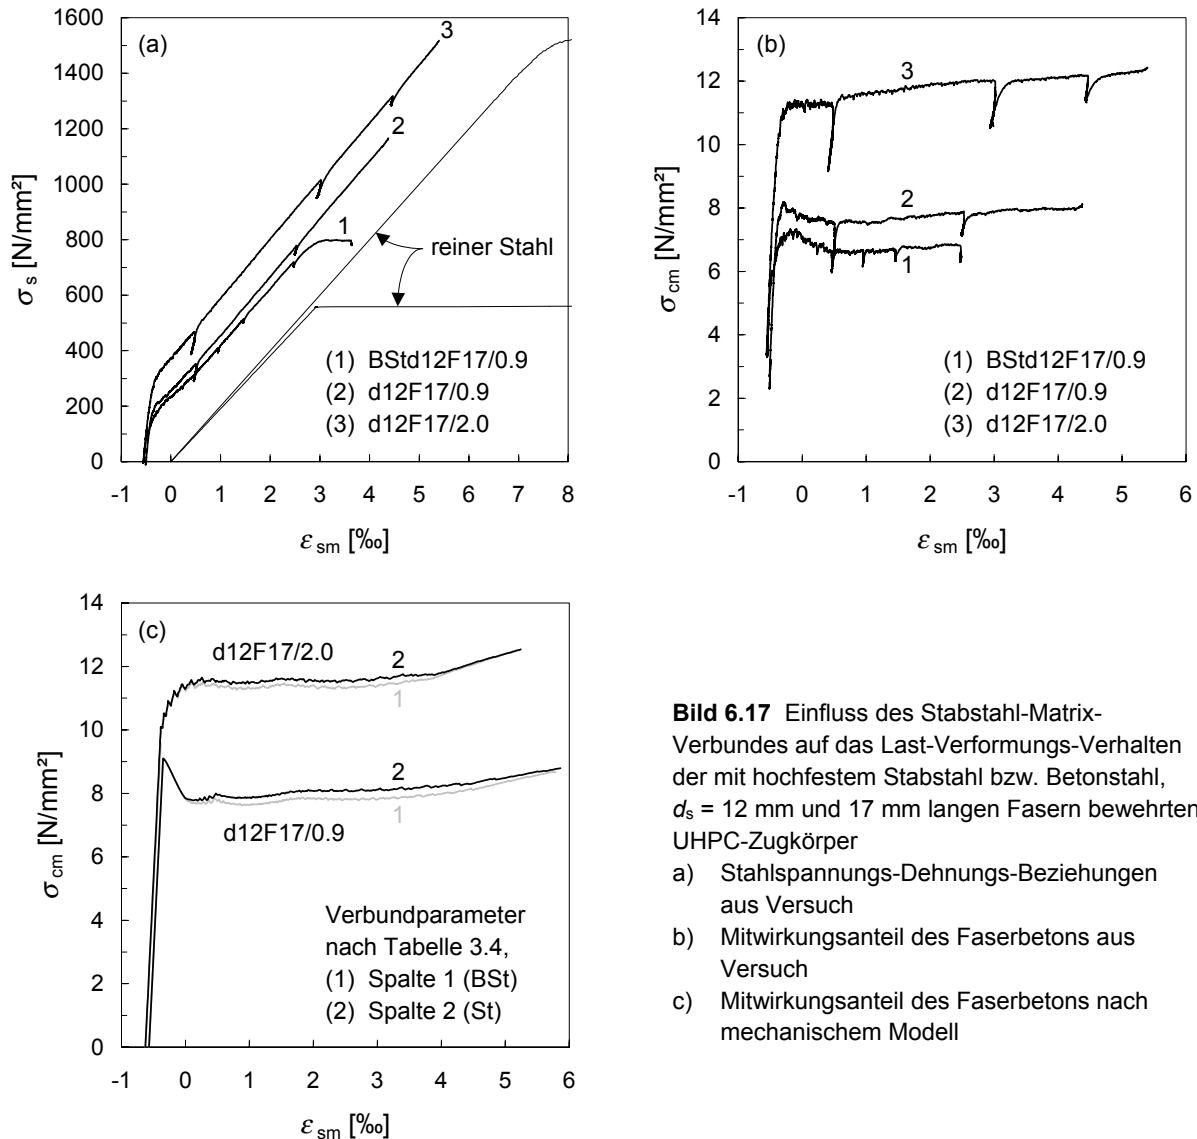 (a)
1600
1400
1200
1000
800
600
400
200
0
-1 0 1 2 3 4 5 6 7 8
σs [N/mm²]
εsm [‰]
3
2
1
reiner Stahl
(1) BStd12F17/0.9
(2) d12F17/0.9
(3) d12F17/2.0
(b)
14
12
10
8
6
4
2
0
-1 0 1 2 3 4 5 6
σcm [N/mm²]
εsm [‰]
3
2
1
(1) BStd12F17/0.9
(2) d12F17/0.9
(3) d12F17/2.0
(c)
14
12
10
8
6
4
2
0
-1 0 1 2 3 4 5 6
σcm [N/mm²]
εsm [‰]
d12F17/2.0
2
1
2
1
d12F17/0.9
Verbundparameter
nach Tabelle 3.4,
(1) Spalte 1 (BSt)
(2) Spalte 2 (St)
Bild 6.17 Einfluss des Stabstahl-Matrix-
Verbundes auf das Last-Verformungs-Verhalten
der mit hochfestem Stabstahl bzw. Betonstahl,
ds = 12 mm und 17 mm langen Fasern bewehrten
UHPC-Zugkörper
a) Stahlspannungs-Dehnungs-Beziehungen
aus Versuch
b) Mitwirkungsanteil des Faserbetons aus
Versuch
c) Mitwirkungsanteil des Faserbetons nach
mechanischem Modell